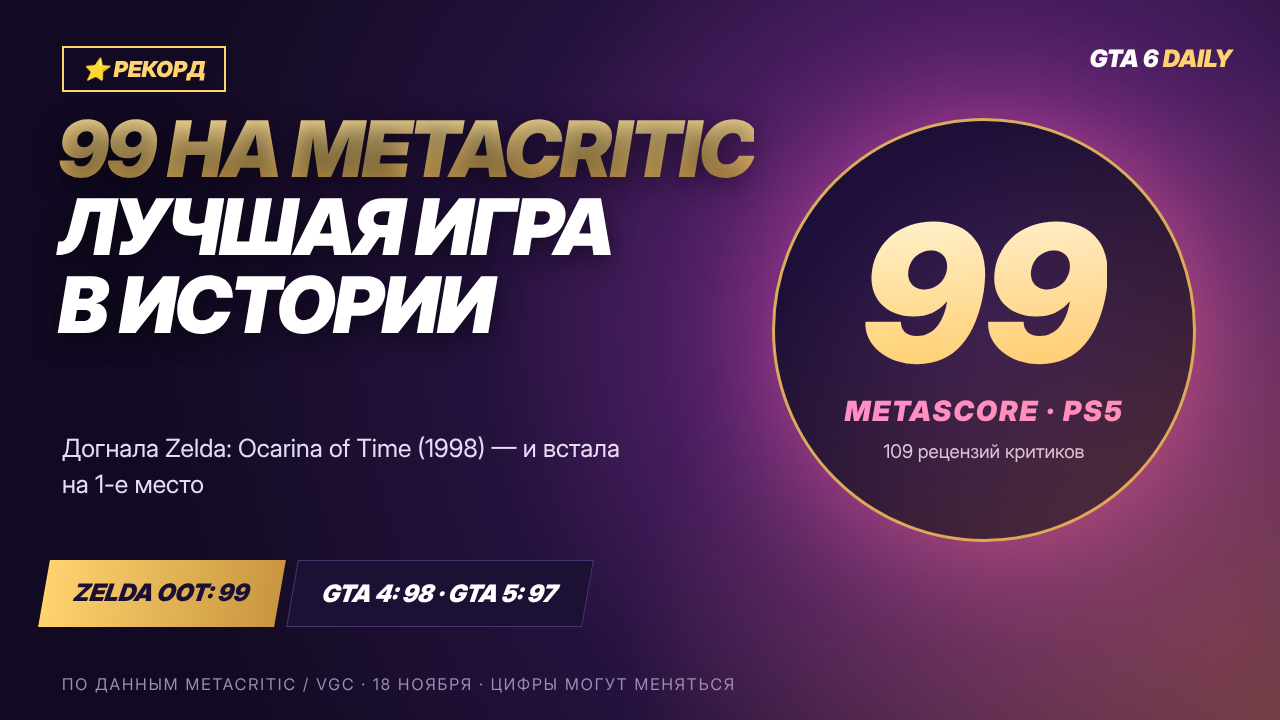 ⭐ РЕКОРД
GTA 6 DAILY
99 НА METACRITIC
ЛУЧШАЯ ИГРА
В ИСТОРИИ
99
METASCORE · PS5
109 рецензий критиков
Догнала Zelda: Ocarina of Time (1998) — и встала
на 1-е место
ZELDA OOT: 99
GTA 4: 98 · GTA 5: 97
ПО ДАННЫМ METACRITIC / VGC · 18 НОЯБРЯ · ЦИФРЫ МОГУТ МЕНЯТЬСЯ